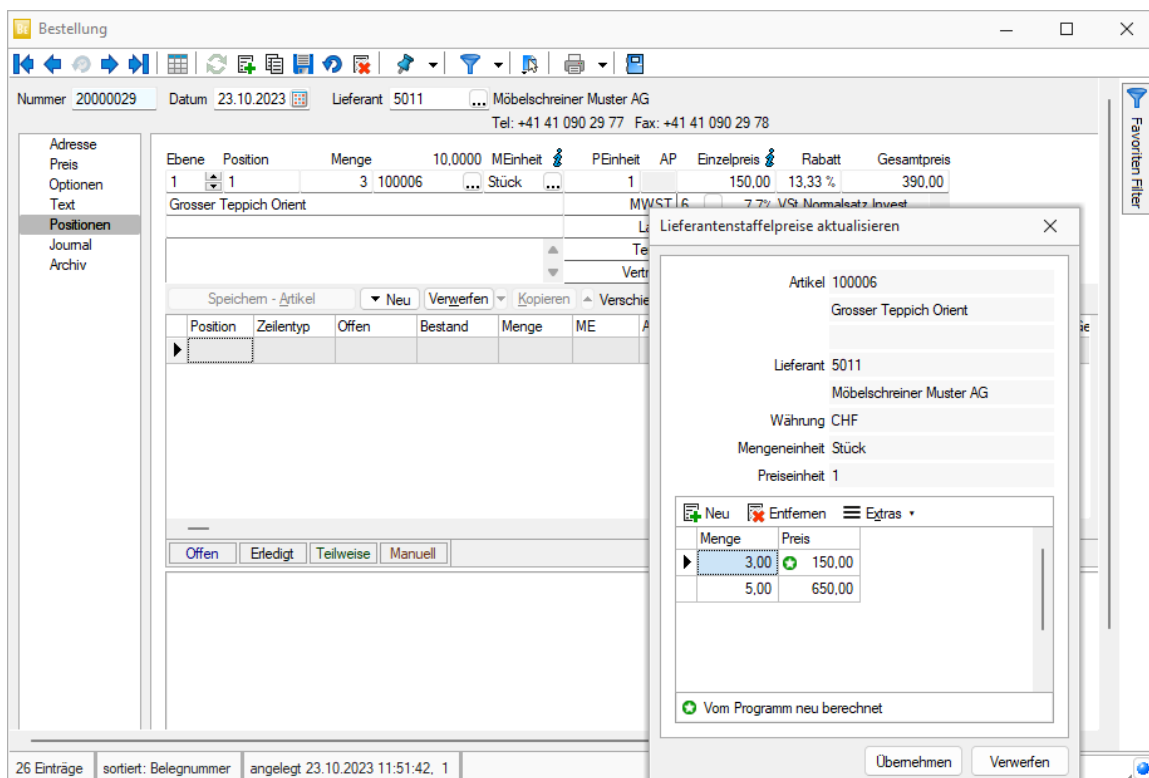 Bestellung
Nummer 20000029 Datum 23.10.2023 Lieferant 5011 ... Möbelschreiner Muster AG
Tel: +41 41 090 29 77 Fax: +41 41 090 29 78
Favoriten Filter
Adresse
Preis
Optionen
Text
Positionen
Journal
Archiv
Ebene Position Menge 10,0000 MEinheit PEinheit AP Einzelpreis Rabatt Gesamtpreis
1 1 3 100006 ... Stück ... 1 150,00 13,33 % 390,00
Grosser Teppich Orient MWST 6 7,7% VSt Normalsatz Invest
Speichern - Artikel Neu Verwerfen Kopieren
Position Zeilentyp Offen Bestand Menge ME
Offen Erledigt Teilweise Manuell
Lieferantenstaffelpreise aktualisieren
Artikel 100006
Grosser Teppich Orient
Lieferant 5011
Möbelschreiner Muster AG
Währung CHF
Mengeneinheit Stück
Preiseinheit 1
Neu Entfernen Extras
Menge Preis
3,00 150,00
5,00 650,00
Vom Programm neu berechnet
Übernehmen Verwerfen
26 Einträge sortiert: Belegnummer angelegt 23.10.2023 11:51:42, 1